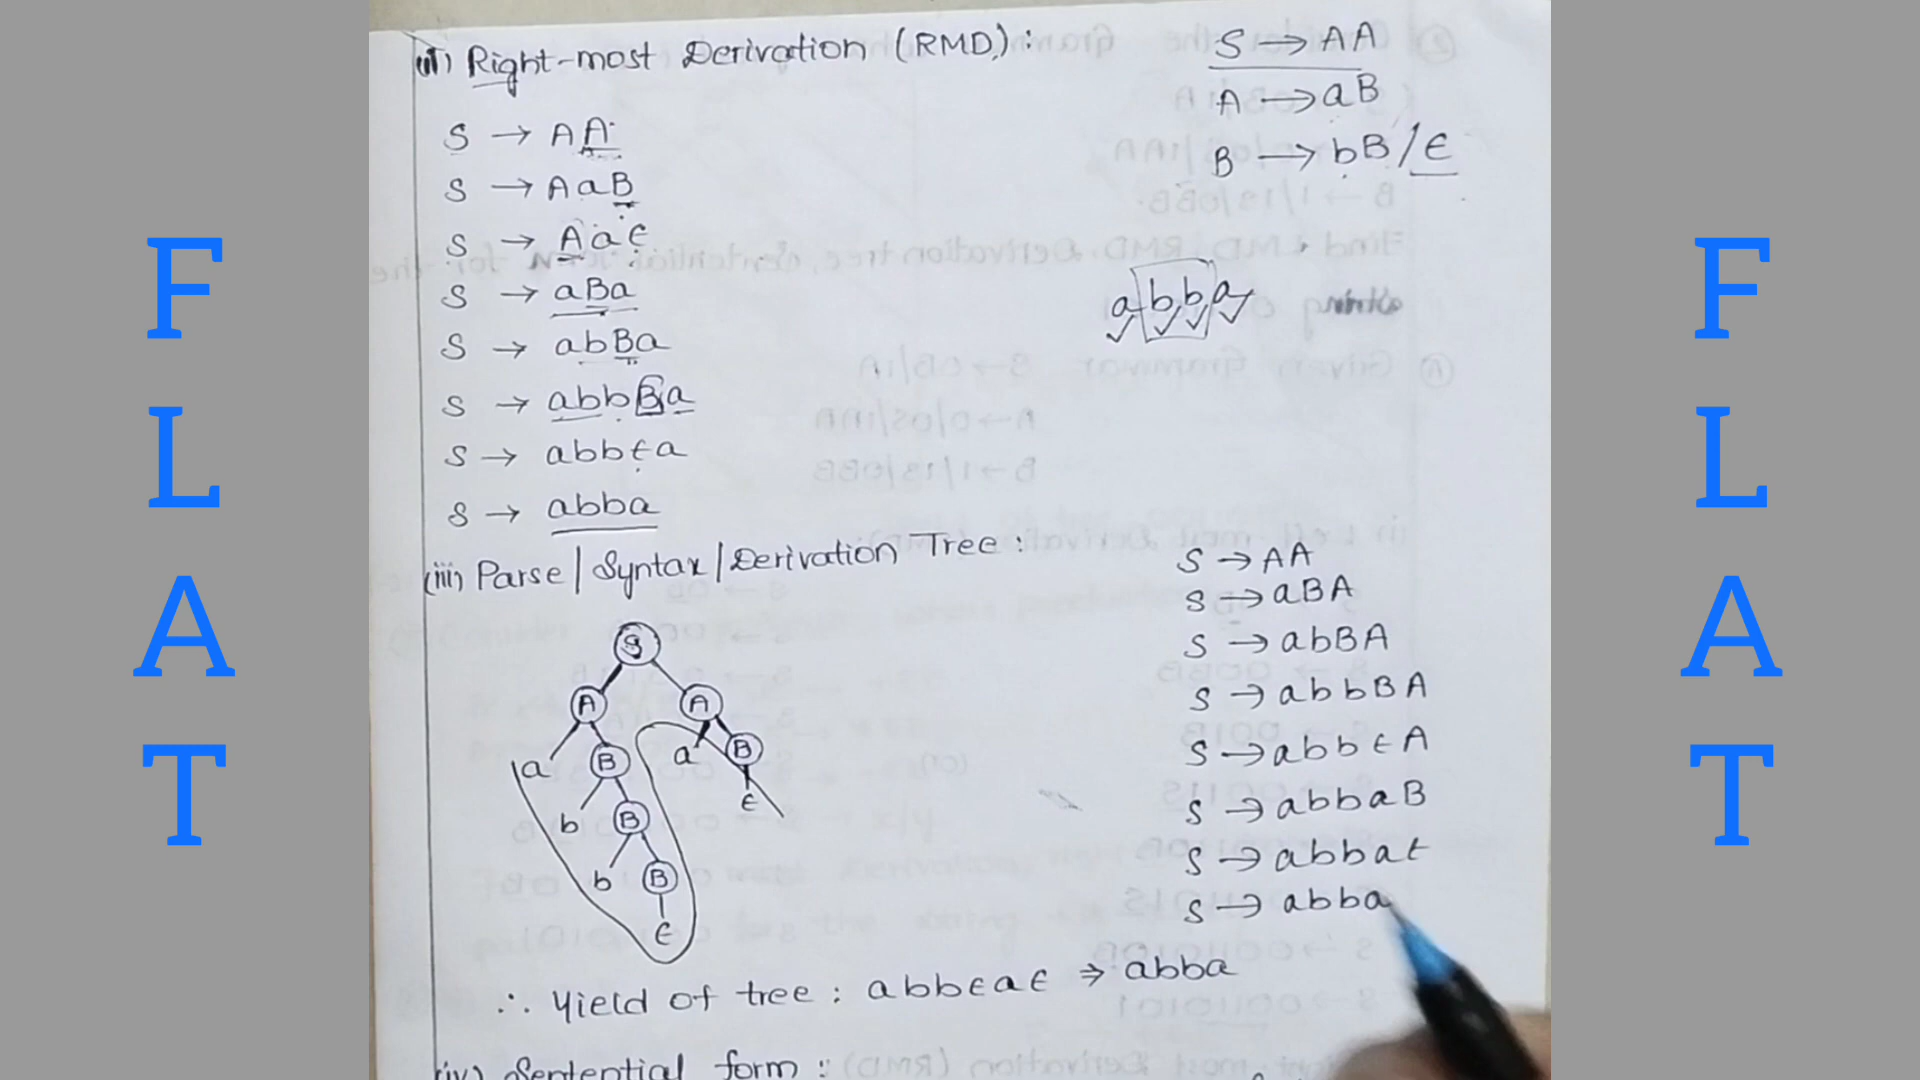 F
L
A
T
(ii) Right-most Derivation (RMD):
S → AA
S → AaB
S → Aaϵ
S → aBa
S → abBa
S → abbBa
S → abbϵa
S → abba
S → AA
A → aB
B → bB/ϵ
abba
(iii) Parse | Syntax | Derivation Tree :
S
A A
a B a B
b B ϵ
b B
ϵ
S → AA
S → aBA
S → abBA
S → abbBA
S → abbϵA
S → abbaB
S → abbaϵ
S → abba
∴ Yield of tree : abbϵaϵ ⇒ abba
(iv) Sentential form :
F
L
A
T